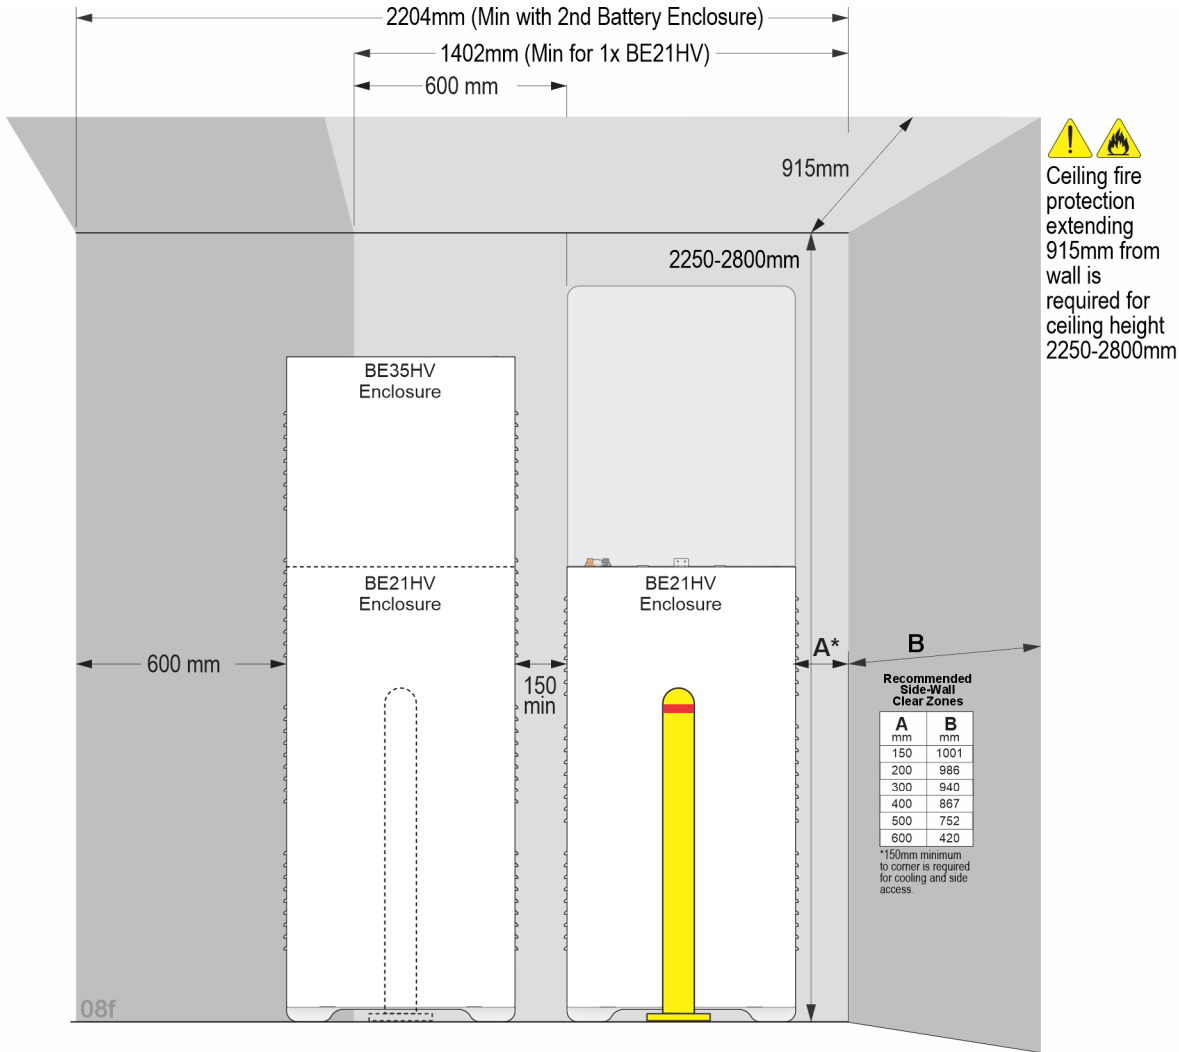 2204mm (Min with 2nd Battery Enclosure)
1402mm (Min for 1x BE21HV)
600 mm
915mm
Ceiling fire
protection
extending
915mm from
wall is
required for
ceiling height
2250-2800mm
2250-2800mm
BE35HV
Enclosure
BE21HV
Enclosure
BE21HV
Enclosure
600 mm
150
min
A*
B
Recommended
Side-Wall
Clear Zones
A B
mm mm
150 1001
200 986
300 940
400 867
500 752
600 420
*150mm minimum
to corner is required
for cooling and side
access.
08f